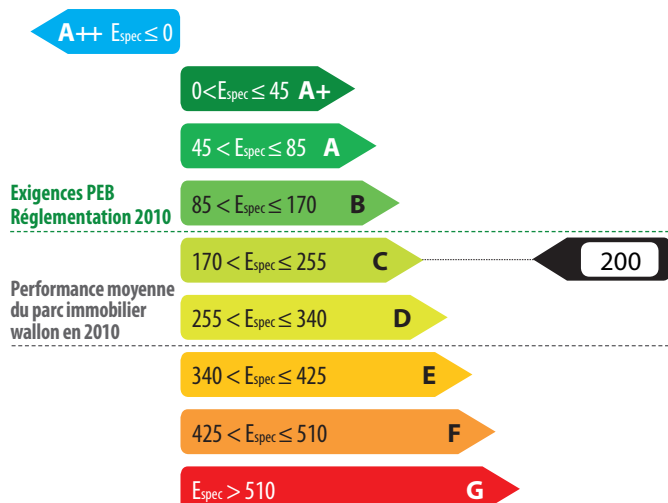 A++ Espec ≤ 0
0<Espec ≤ 45 A+
45 < Espec ≤ 85 A
Exigences PEB
Réglementation 2010
85 < Espec ≤ 170 B
170 < Espec ≤ 255 C
200
Performance moyenne
du parc immobilier
wallon en 2010
255 < Espec ≤ 340 D
340 < Espec ≤ 425 E
425 < Espec ≤ 510 F
Espec > 510 G